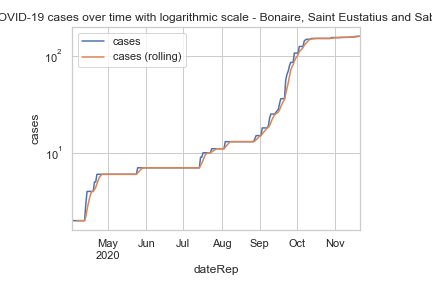 OVID-19 cases over time with logarithmic scale - Bonaire, Saint Eustatius and Sab
cases
cases (rolling)
10²
10¹
cases
May
2020
Jun
Jul
Aug
Sep
Oct
Nov
dateRep